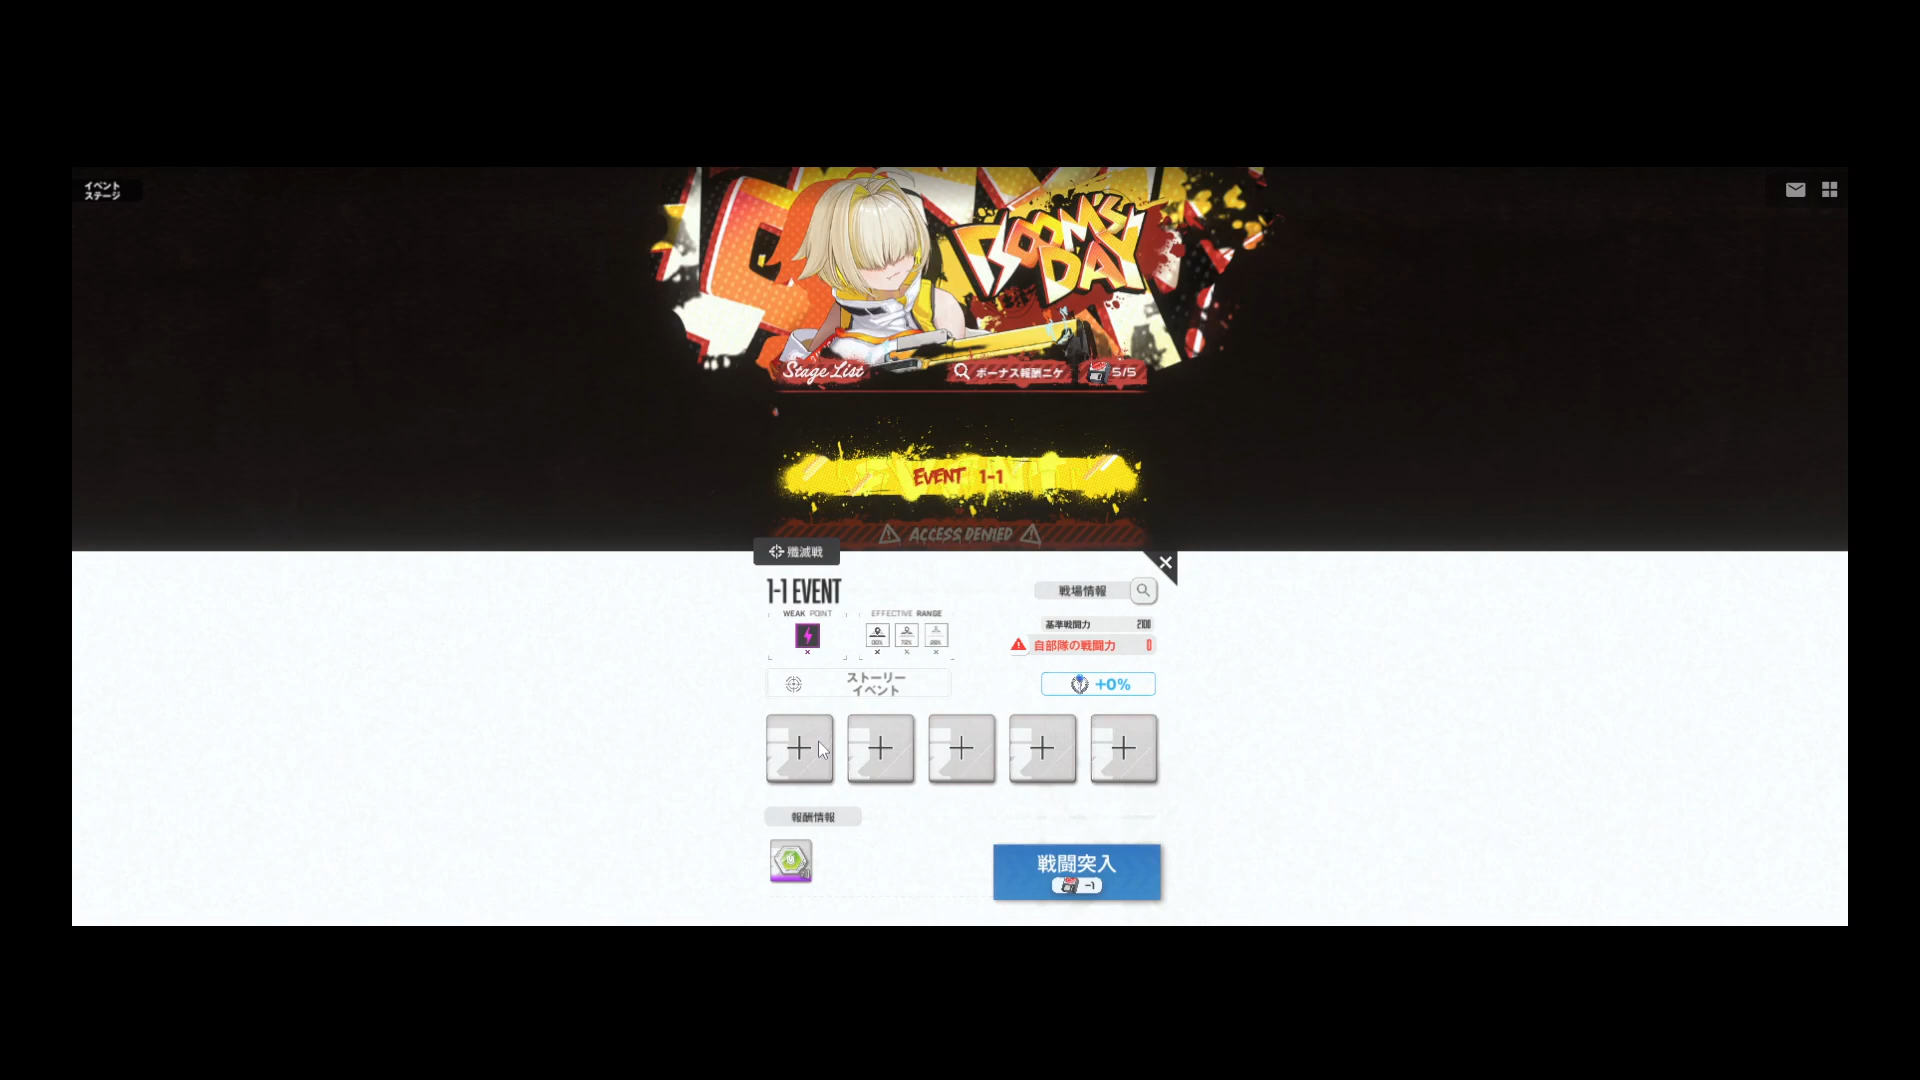 イベント
ステージ
BOOM'S
DAY
Stage List
ボーナス報酬ニケ
5/5
EVENT 1-1
ACCESS DENIED
殲滅戦
1-1 EVENT
戦場情報
WEAK POINT
EFFECTIVE RANGE
基準戦闘力 2100
自部隊の戦闘力 0
ストーリー
イベント
+0%
報酬情報
戦闘突入
-1